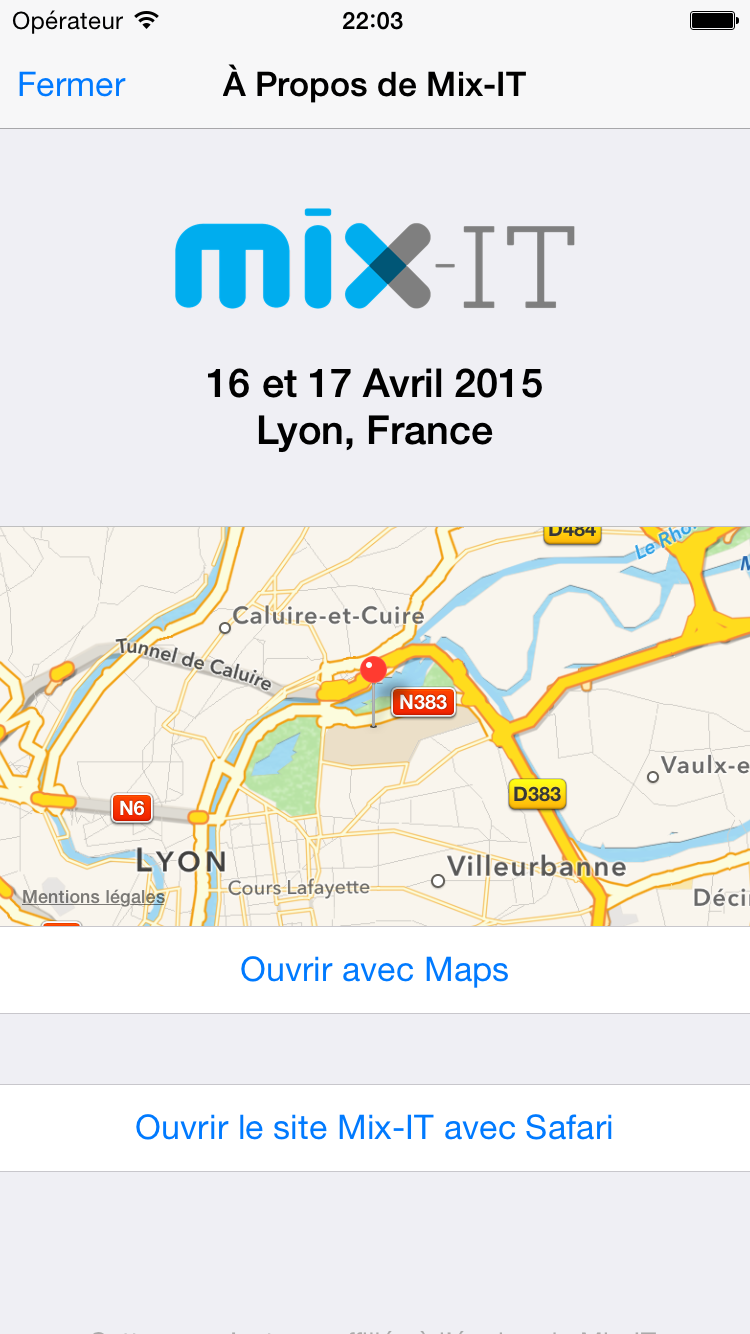 Opérateur 22:03
Fermer À Propos de Mix-IT
mix-IT
16 et 17 Avril 2015
Lyon, France
D484
Le Rhô
Caluire-et-Cuire
Tunnel de Caluire
N383
Vaulx-e
D383
N6
LYON
Villeurbanne
Cours Lafayette
Mentions légales
Déci
Ouvrir avec Maps
Ouvrir le site Mix-IT avec Safari